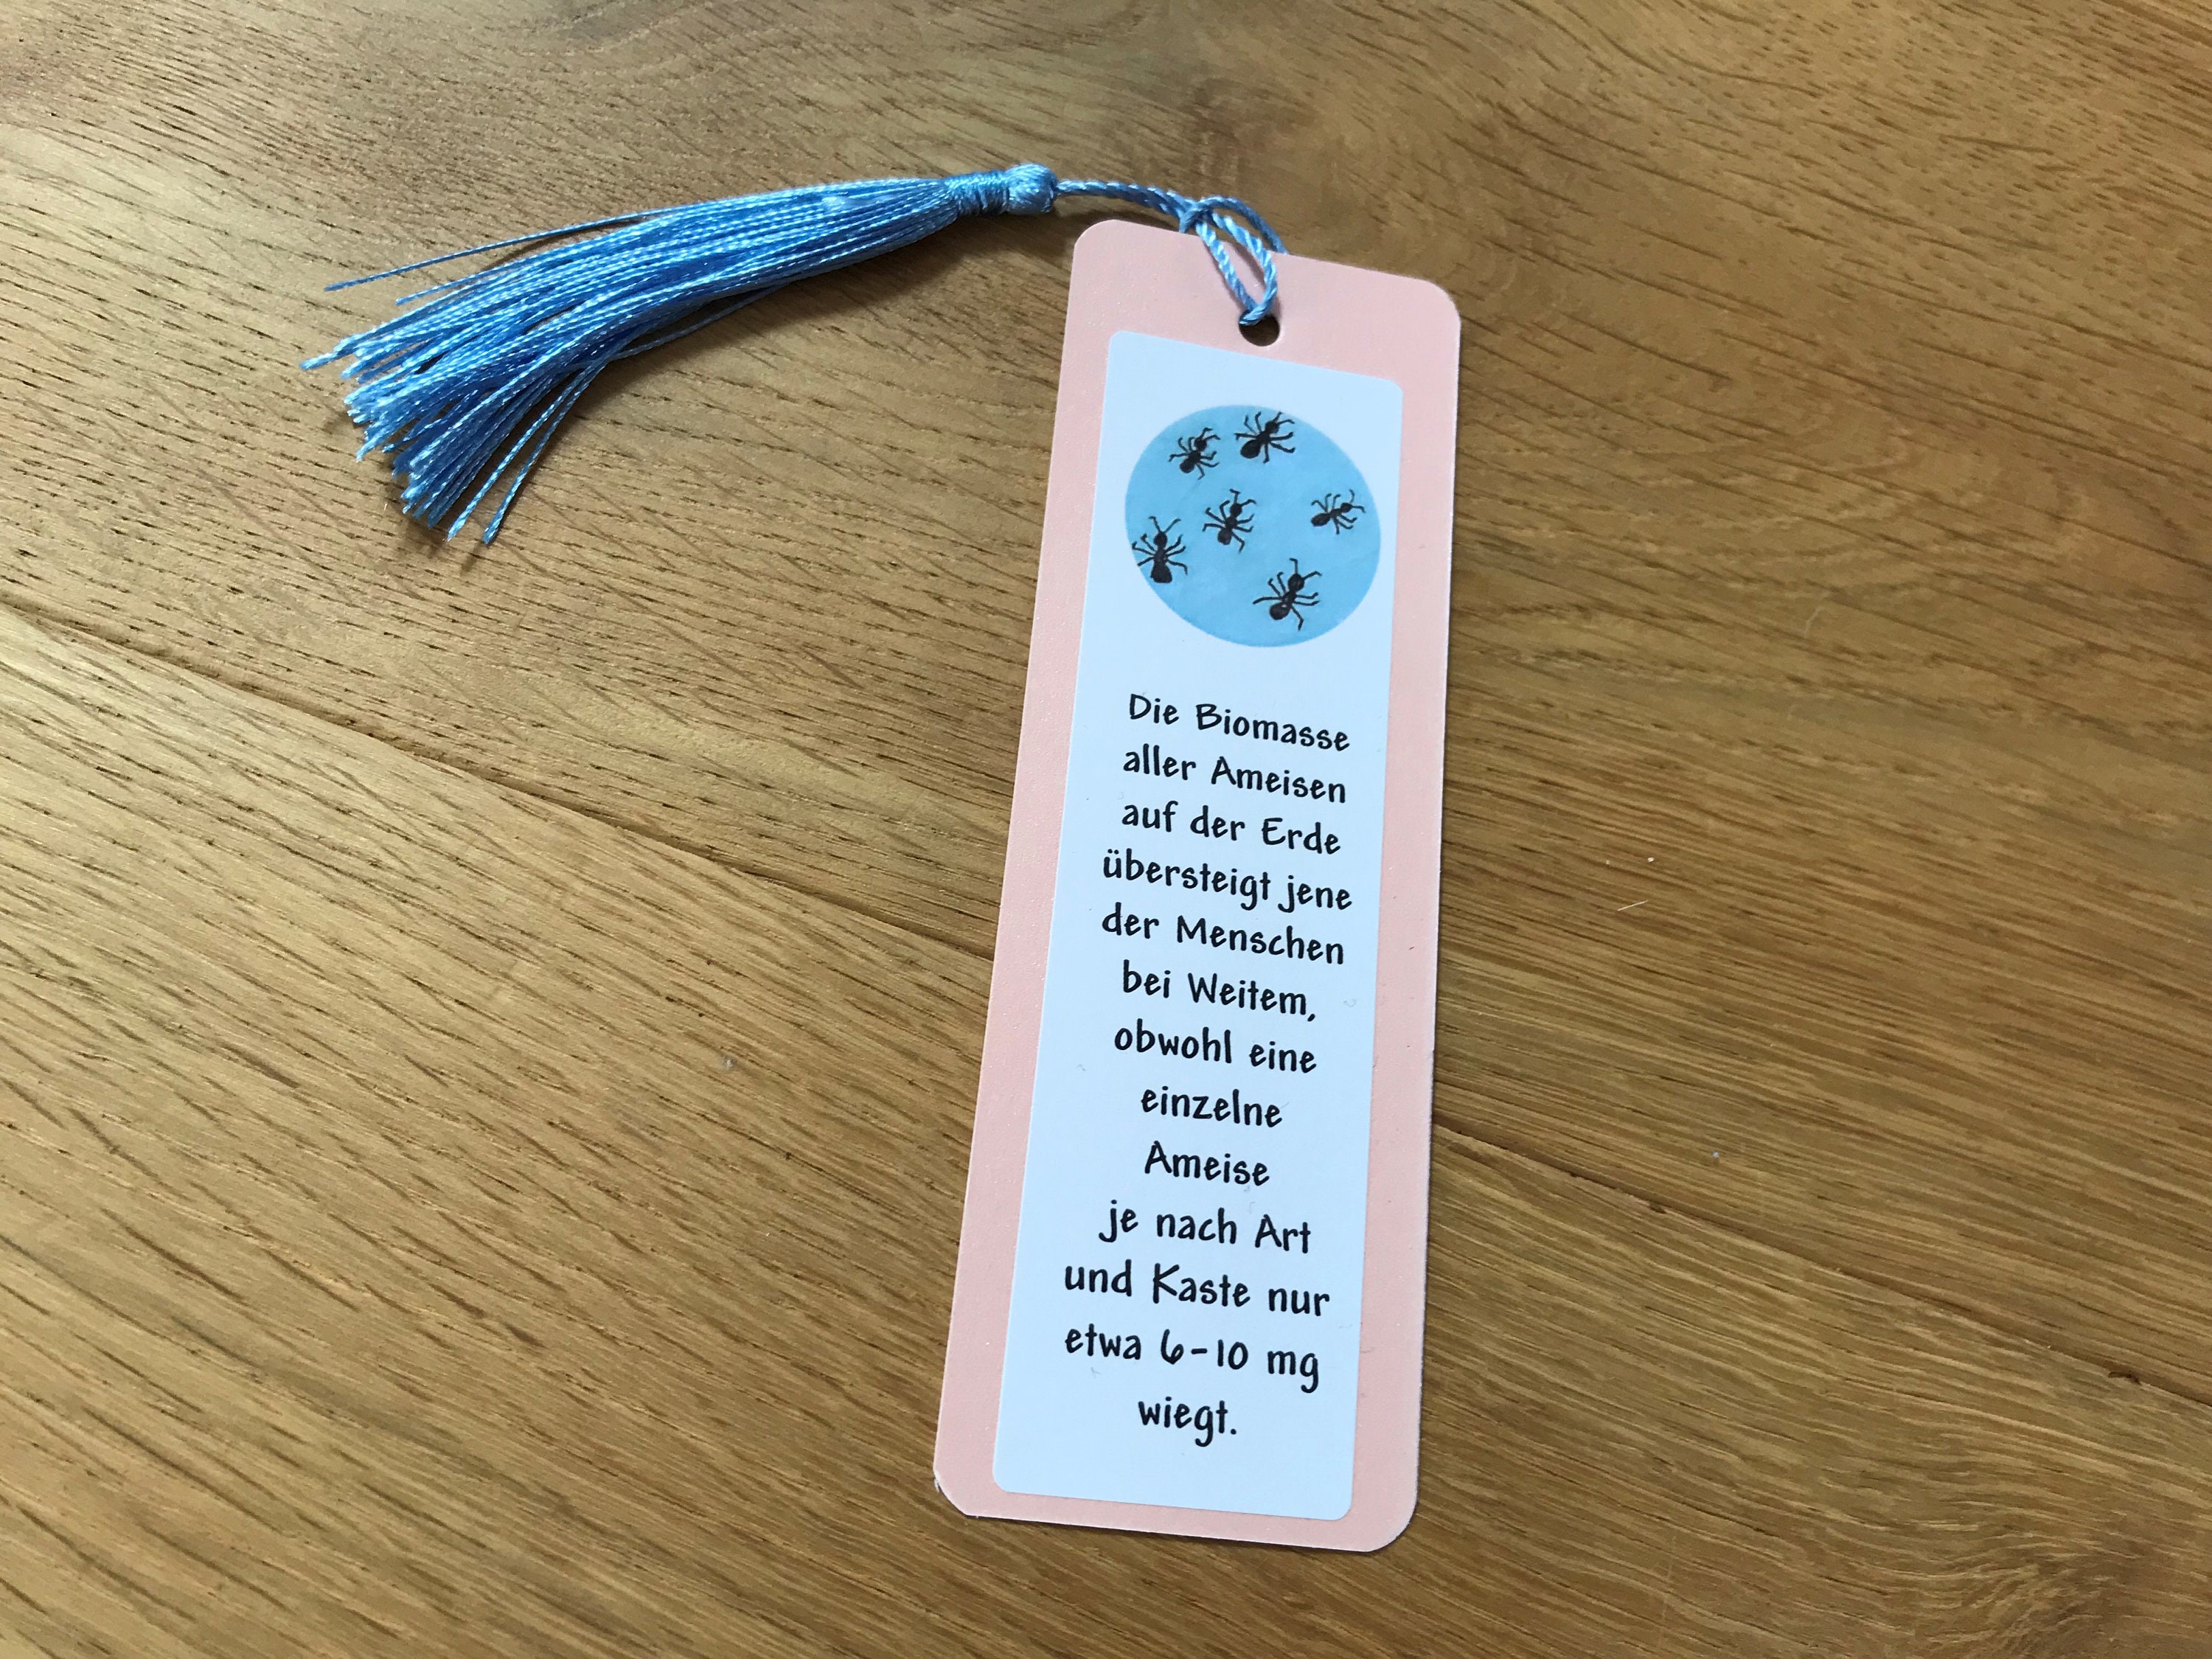 Die Biomasse
aller Ameisen
auf der Erde
übersteigt jene
der Menschen
bei Weitem,
obwohl eine
einzelne
Ameise
je nach Art
und Kaste nur
etwa 6-10 mg
wiegt.